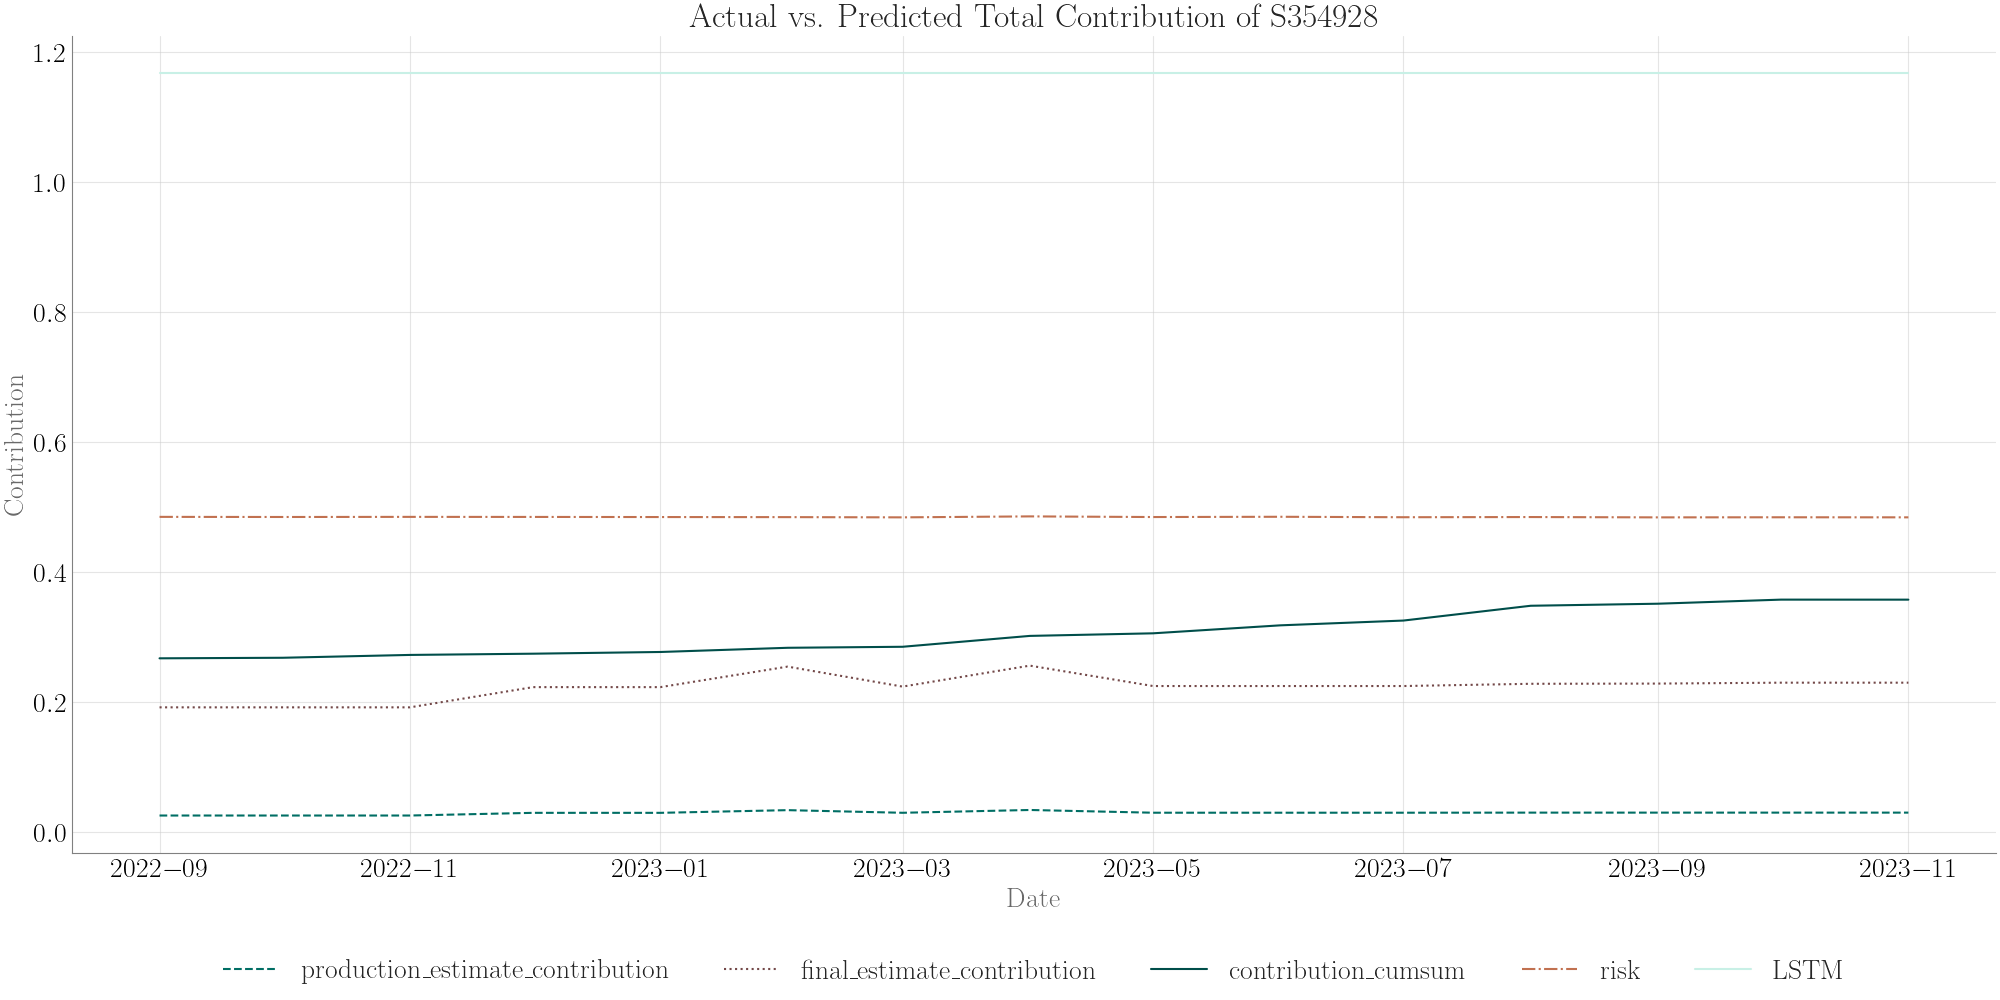 Actual vs. Predicted Total Contribution of S354928
1.2
1.0
0.8
0.6
0.4
0.2
0.0
Contribution
2022–09 2022–11 2023–01 2023–03 2023–05 2023–07 2023–09 2023–11
Date
production_estimate_contribution final_estimate_contribution contribution_cumsum risk LSTM